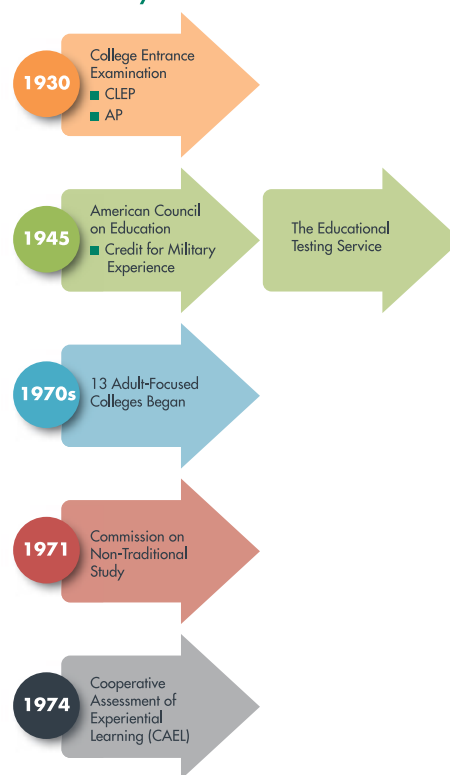 1930
College Entrance
Examination
■ CLEP
■ AP
1945
American Council
on Education
■ Credit for Military
Experience
The Educational
Testing Service
1970s
13 Adult-Focused
Colleges Began
1971
Commission on
Non-Traditional
Study
1974
Cooperative
Assessment of
Experiential
Learning (CAEL)